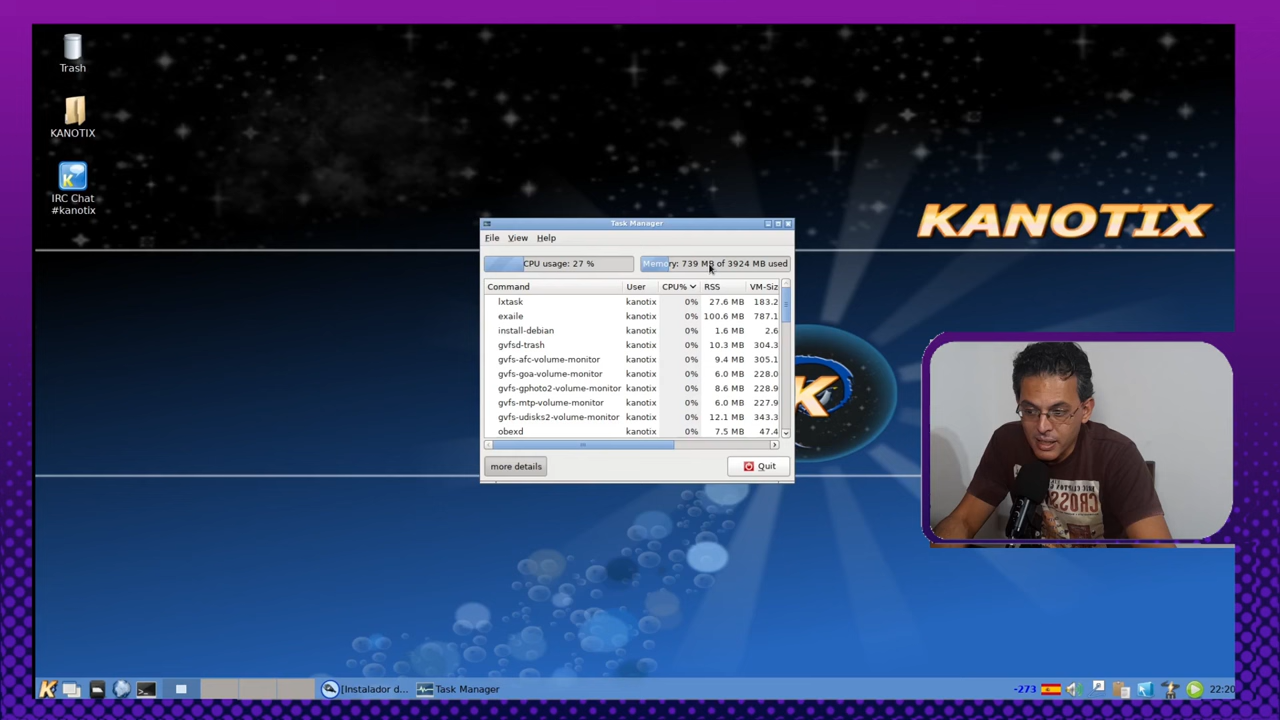 Trash
KANOTIX
IRC Chat
#kanotix
KANOTIX
Task Manager
File View Help
CPU usage: 27 % Memory: 739 MB of 3924 MB used
Command User CPU% RSS VM-Siz
lxtask kanotix 0% 27.6 MB 183.2
exaile kanotix 0% 100.6 MB 787.1
install-debian kanotix 0% 1.6 MB 2.6
gvfsd-trash kanotix 0% 10.3 MB 304.3
gvfs-afc-volume-monitor kanotix 0% 9.4 MB 305.1
gvfs-goa-volume-monitor kanotix 0% 6.0 MB 228.0
gvfs-gphoto2-volume-monitor kanotix 0% 8.6 MB 228.9
gvfs-mtp-volume-monitor kanotix 0% 6.0 MB 227.9
gvfs-udisks2-volume-monitor kanotix 0% 12.1 MB 343.3
obexd kanotix 0% 7.5 MB 47.4
more details Quit
K
[Instalador d... Task Manager -273 22:20